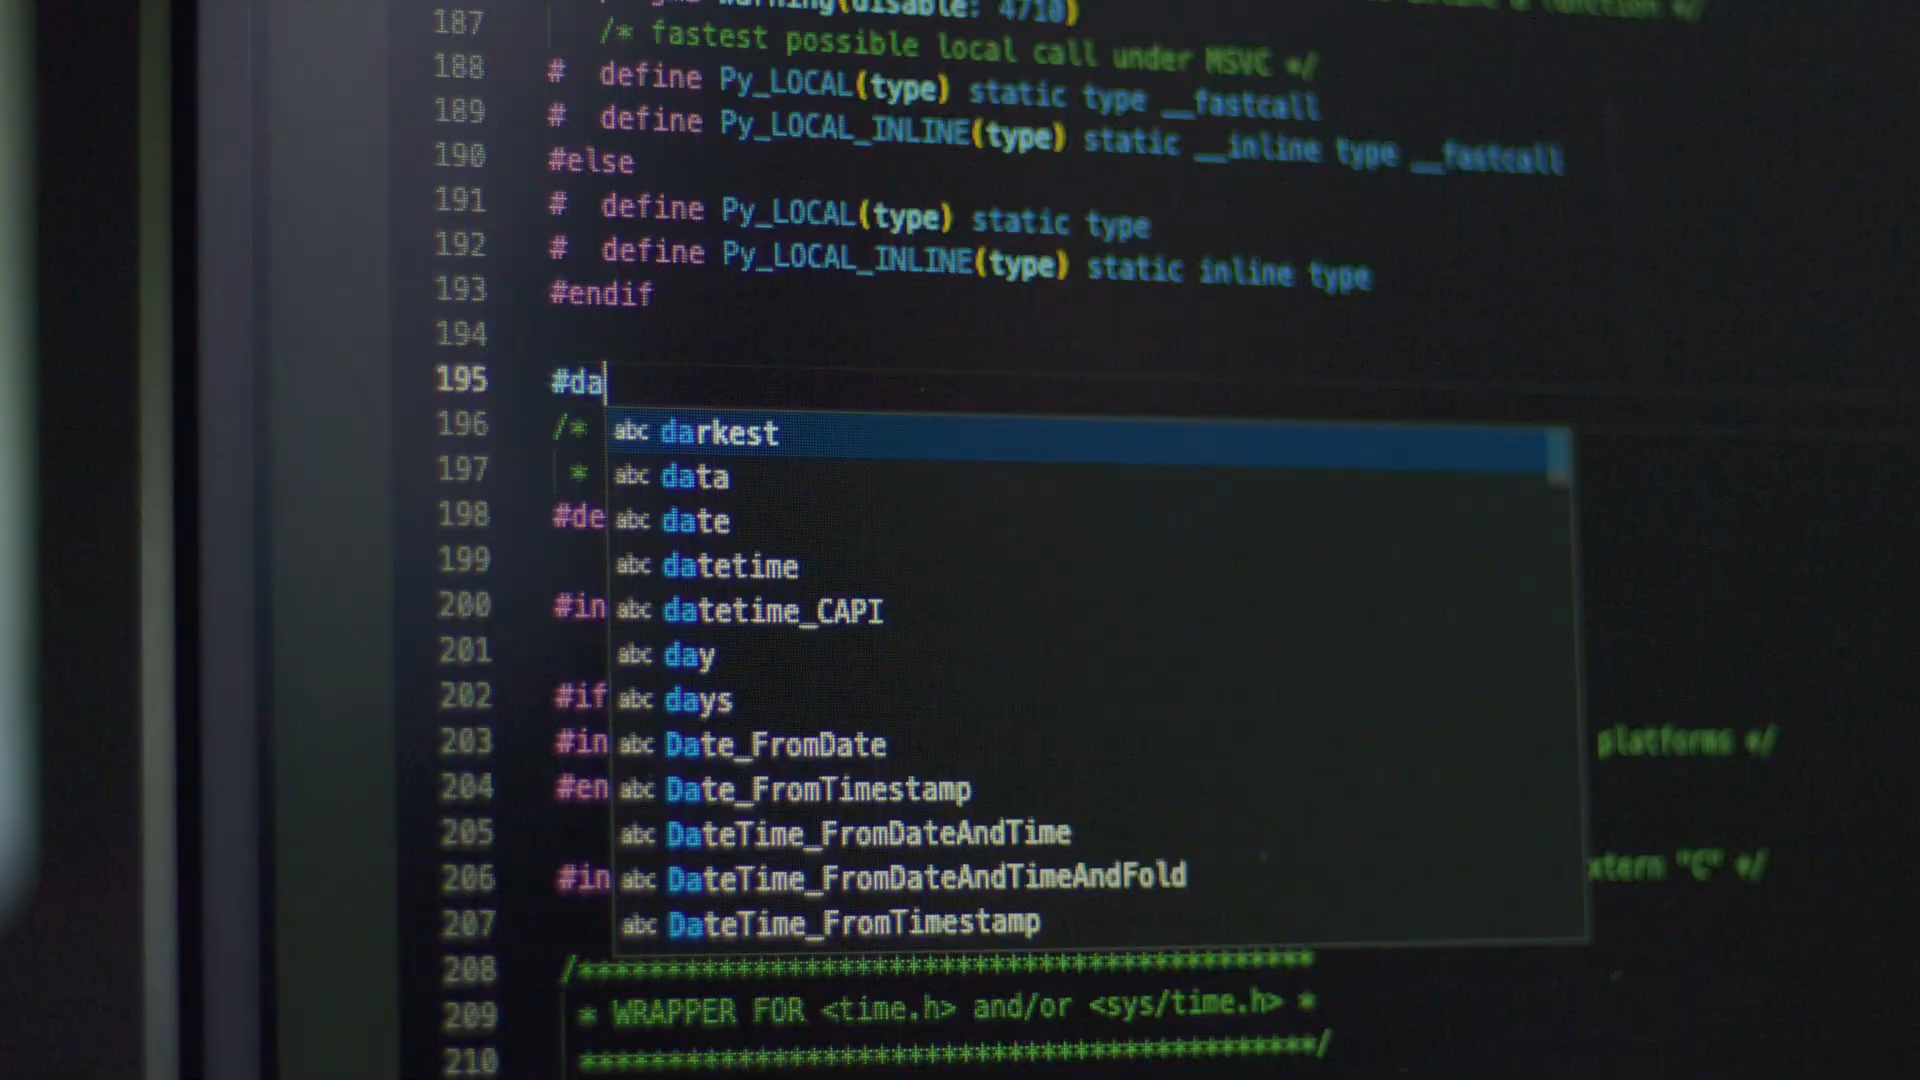 warning(disable: 4710)
187 /* fastest possible local call under MSVC */
188 # define Py_LOCAL(type) static type __fastcall
189 # define Py_LOCAL_INLINE(type) static __inline type __fastcall
190 #else
191 # define Py_LOCAL(type) static type
192 # define Py_LOCAL_INLINE(type) static inline type
193 #endif
194
195 #da
196 /* abc darkest
197 * abc data
198 #de abc date
199 abc datetime
200 #in abc datetime_CAPI
201 abc day
202 #if abc days
203 #in abc Date_FromDate platforms */
204 #en abc Date_FromTimestamp
205 abc DateTime_FromDateAndTime
206 #in abc DateTime_FromDateAndTimeAndFold xtern "C" */
207 abc DateTime_FromTimestamp
208 /*******************************************
209 * WRAPPER FOR <time.h> and/or <sys/time.h> *
210 *******************************************/